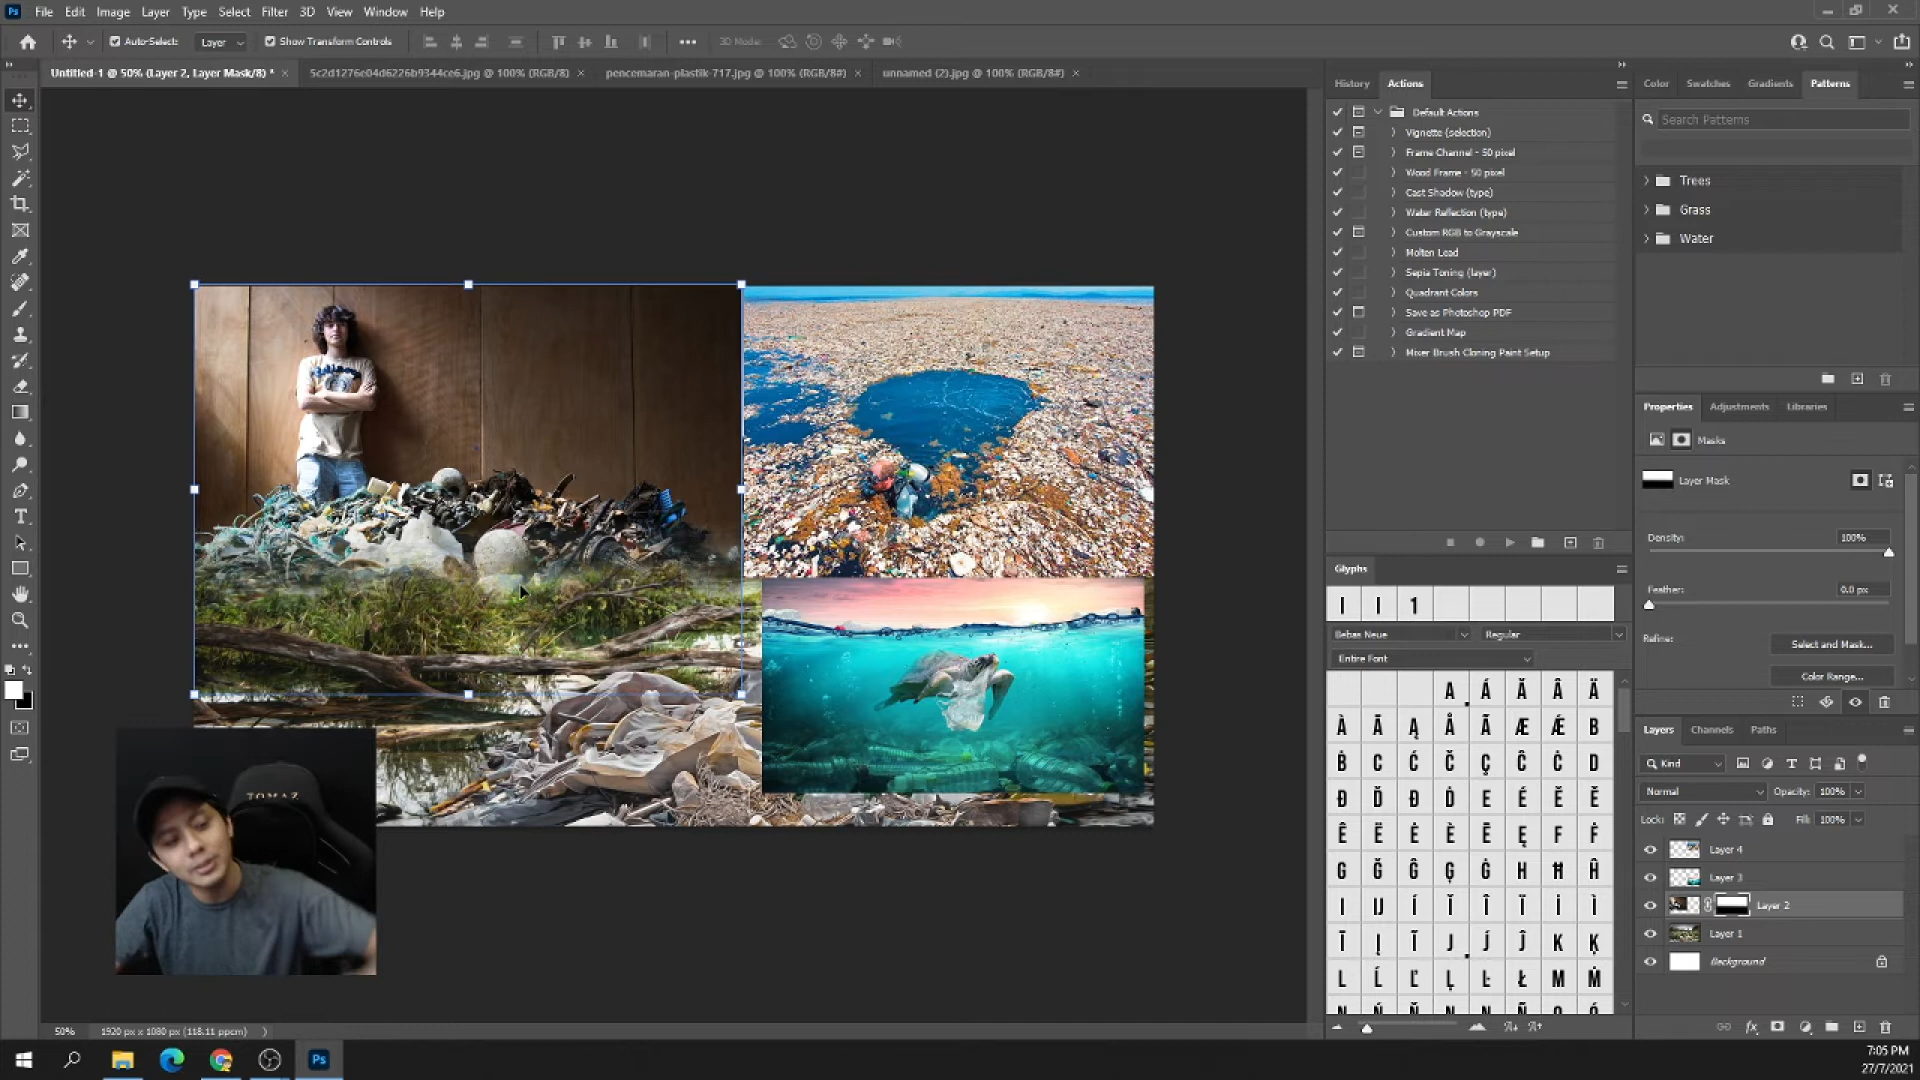 Ps File Edit Image Layer Type Select Filter 3D View Window Help
Auto-Select: Layer Show Transform Controls 3D Mode:
Untitled-1 @ 50% (Layer 2, Layer Mask/8) * 5c2d1276e04d6226b9344ce6.jpg @ 100% (RGB/8) pencemaran-plastik-717.jpg @ 100% (RGB/8#) unnamed (2).jpg @ 100% (RGB/8#)
History Actions
Default Actions
Vignette (selection)
Frame Channel - 50 pixel
Wood Frame - 50 pixel
Cast Shadow (type)
Water Reflection (type)
Custom RGB to Grayscale
Molten Lead
Sepia Toning (layer)
Quadrant Colors
Save as Photoshop PDF
Gradient Map
Mixer Brush Cloning Paint Setup
Color Swatches Gradients Patterns
Search Patterns
Trees
Grass
Water
Properties Adjustments Libraries
Masks
Layer Mask
Density: 100%
Feather: 0.0 px
Refine: Select and Mask...
Color Range...
Glyphs
Bebas Neue Regular
Entire Font
A Á Ă Â Ä
À Ā Ą Å Ã Æ Ǽ B
Ḃ C Ć Č Ç Ĉ Ċ D
Đ Ď Đ Ḋ E É Ě Ě
Ê Ë Ė È Ē Ę F Ḟ
G Ğ Ĝ Ģ Ġ H Ħ Ĥ
I Ĳ Í Ĭ Î Ï İ Ì
Ī Į Ĩ J J́ Ĵ K Ķ
L Ĺ Ľ Ļ Ŀ Ł M Ṁ
Layers Channels Paths
Kind
Normal Opacity: 100%
Lock: Fill: 100%
Layer 4
Layer 3
Layer 2
Layer 1
Background
TOMAZ
50% 1920 px x 1080 px (118.11 ppcm)
Ps
7:05 PM
27/7/2021